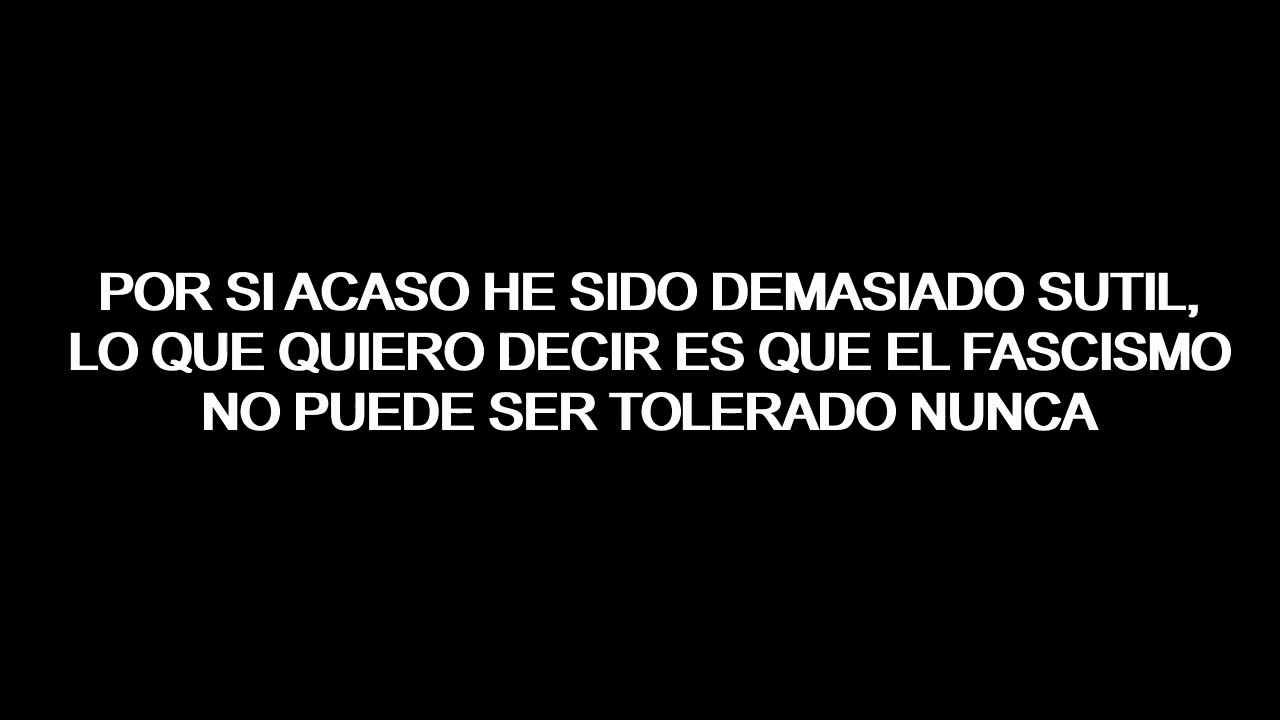 POR SI ACASO HE SIDO DEMASIADO SUTIL,
LO QUE QUIERO DECIR ES QUE EL FASCISMO
NO PUEDE SER TOLERADO NUNCA